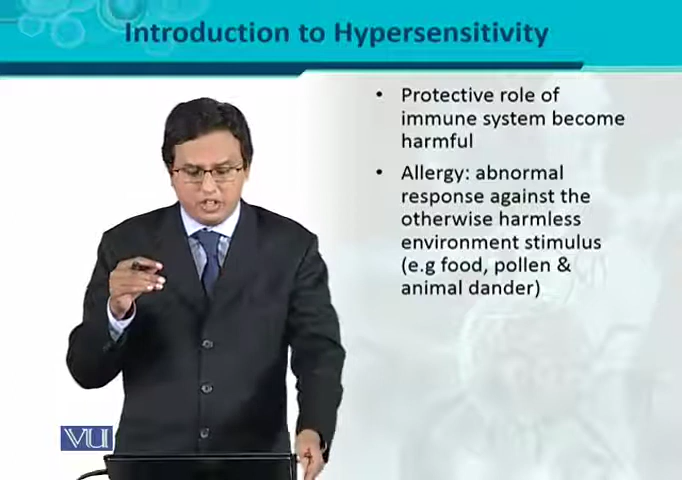 Introduction to Hypersensitivity
• Protective role of
immune system become
harmful
• Allergy: abnormal
response against the
otherwise harmless
environment stimulus
(e.g food, pollen &
animal dander)
VU